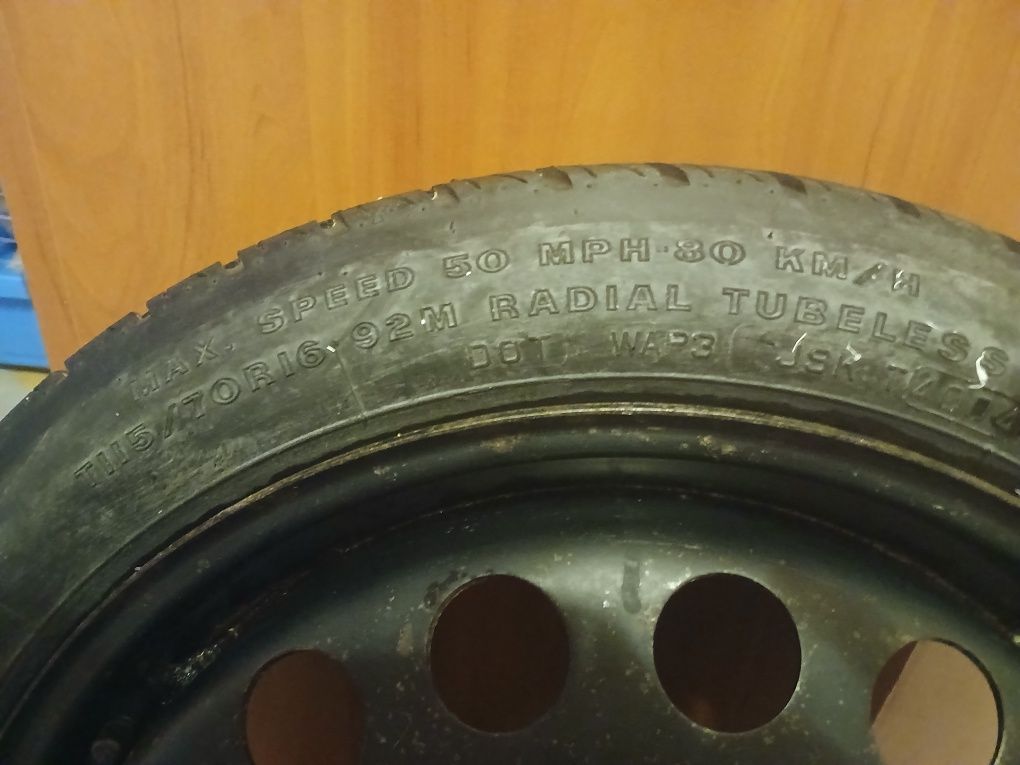 MAX. SPEED 50 MPH·80 KM/H
T115/70R16 92M RADIAL TUBELESS
DOT WAP3